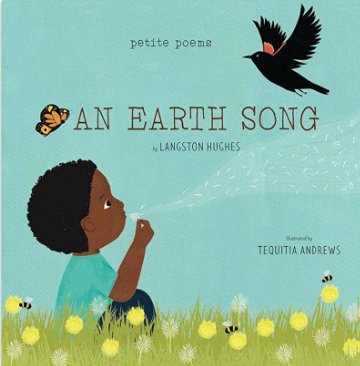 petite poems
AN EARTH SONG
by LANGSTON HUGHES
illustrated by
TEQUITIA ANDREWS